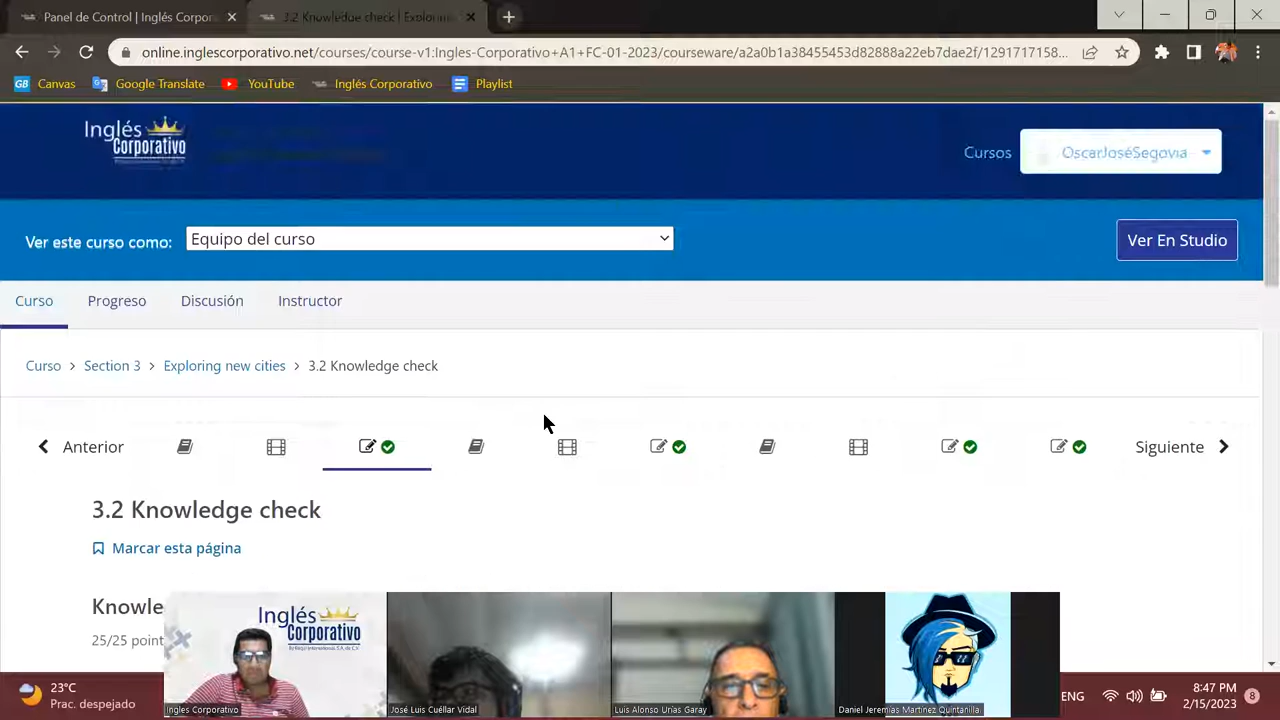 Panel de Control | Inglés Corpor
3.2 Knowledge check | Explorin
online.inglescorporativo.net/courses/course-v1:Ingles-Corporativo+A1+FC-01-2023/courseware/a2a0b1a38455453d82888a22eb7dae2f/1291717158...
Canvas
Google Translate
YouTube
Inglés Corporativo
Playlist
Inglés
Corporativo
Cursos
OscarJoséSegovia
Ver este curso como:
Equipo del curso
Ver En Studio
Curso
Progreso
Discusión
Instructor
Curso > Section 3 > Exploring new cities > 3.2 Knowledge check
Anterior
Siguiente
3.2 Knowledge check
Marcar esta página
Knowle
25/25 point
Inglés
Corporativo
Ingles Corporativo
José Luis Cuéllar Vidal
Luis Alonso Urías Garay
Daniel Jeremias Martinez Quintanilla
23°C
Prac. despejado
ENG
8:47 PM
2/15/2023
8